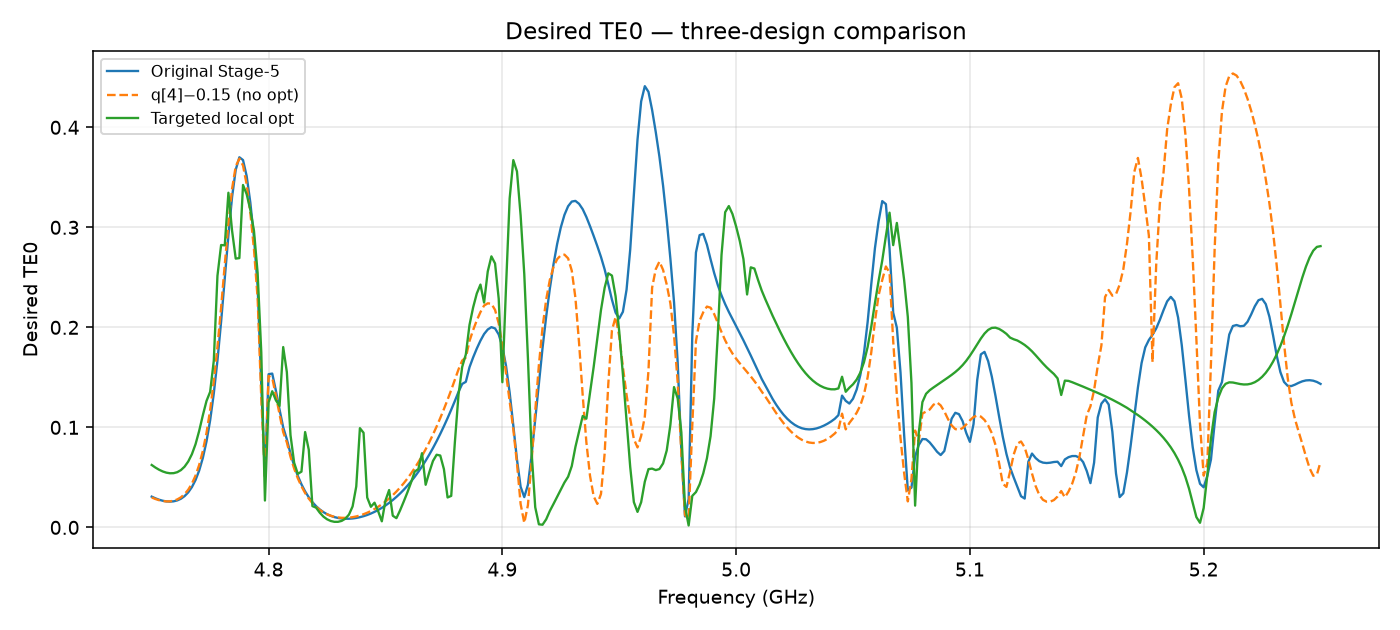 Desired TE0 — three-design comparison
Original Stage-5
q[4]−0.15 (no opt)
Targeted local opt
Desired TE0
0.4
0.3
0.2
0.1
0.0
4.8 4.9 5.0 5.1 5.2
Frequency (GHz)